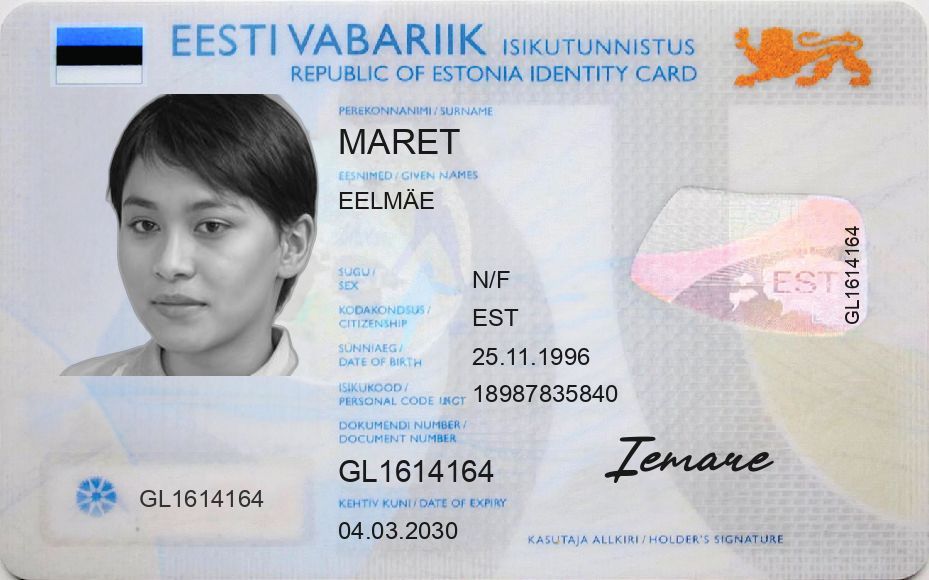 EESTI VABARIIK ISIKUTUNNISTUS
REPUBLIC OF ESTONIA IDENTITY CARD
PEREKONNANIMI / SURNAME
MARET
EESNIMED / GIVEN NAMES
EELMÄE
SUGU / 
SEX
N/F
KODAKONDSUS / 
CITIZENSHIP
EST
SÜNNIAEG / 
DATE OF BIRTH
25.11.1996
ISIKUKOOD / 
PERSONAL CODE
18987835840
DOKUMENDI NUMBER / 
DOCUMENT NUMBER
GL1614164
KEHTIV KUNI / DATE OF EXPIRY
04.03.2030
GL1614164
EST
GL1614164
Iemare
KASUTAJA ALLKIRI / HOLDER'S SIGNATURE